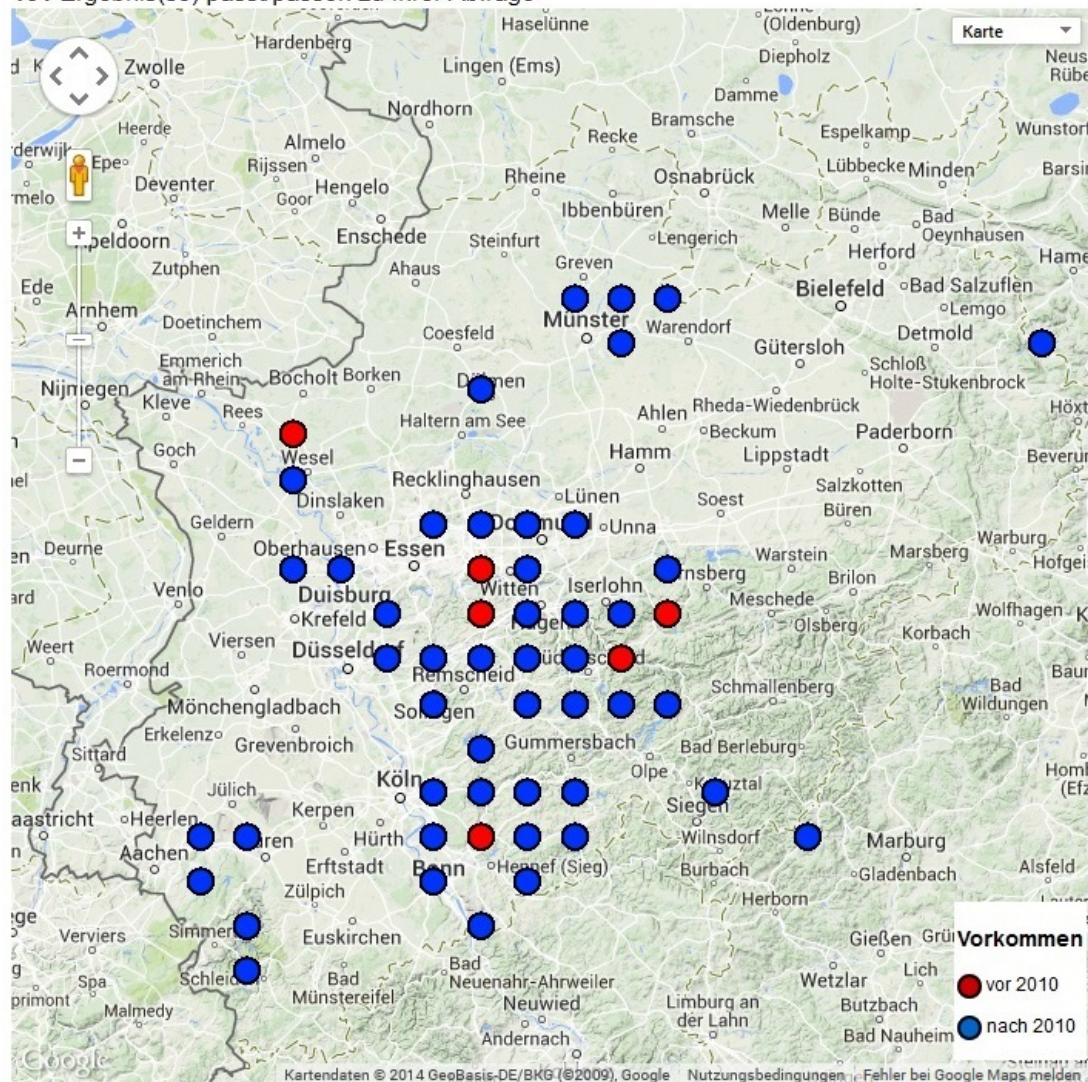 Haselünne
(Oldenburg)
Karte
Hardenberg
Zwolle
Lingen (Ems)
Diepholz
Neus
Rübe
Damme
Nordhorn
Heerde
Bramsche
Espelkamp
Wunstor
Almelo
Recke
Epe
Rijssen
Lübbecke
Minden
Barsi
Deventer
Hengelo
Rheine
Osnabrück
Goor
Ibbenbüren
Melle
Bünde
Bad
Oeynhausen
Enschede
Steinfurt
Lengerich
Herford
Hame
Zutphen
Ahaus
Greven
Ede
Bielefeld
Bad Salzuflen
Lemgo
Arnhem
Doetinchem
Coesfeld
Münster
Warendorf
Detmold
Gütersloh
Emmerich
am Rhein
Bocholt
Borken
Schloß
Holte-Stukenbrock
Nijmegen
Kleve
Rees
Haltern am See
Ahlen
Rheda-Wiedenbrück
Höxt
Goch
Wesel
Beckum
Paderborn
Hamm
Lippstadt
Beverun
Dinslaken
Recklinghausen
Lünen
Soest
Salzkotten
Büren
Geldern
Unna
Deurne
Oberhausen
Essen
Warstein
Marsberg
Warburg
Hofgei
Venlo
Duisburg
Witten
Iserlohn
Brilon
Krefeld
Meschede
Olsberg
Wolfhagen
Weert
Viersen
Korbach
Roermond
Remscheid
Schmallenberg
Bad
Wildungen
Mönchengladbach
Erkelenz
Grevenbroich
Sittard
Gummersbach
Bad Berleburg
Olpe
Jülich
Köln
Siegen
Heerlen
Kerpen
Hürth
Wilnsdorf
Marburg
Aachen
Erftstadt
Hennef (Sieg)
Burbach
Gladenbach
Alsfeld
Zülpich
Herborn
Verviers
Euskirchen
Gießen
Vorkommen
vor 2010
nach 2010
Spa
Bad
Münstereifel
Bad
Neuenahr-Ahrweiler
Wetzlar
Lich
Malmedy
Neuwied
Limburg an
der Lahn
Butzbach
Andernach
Bad Nauheim
Google
Kartendaten © 2014 GeoBasis-DE/BKG (©2009), Google Nutzungsbedingungen Fehler bei Google Maps melden